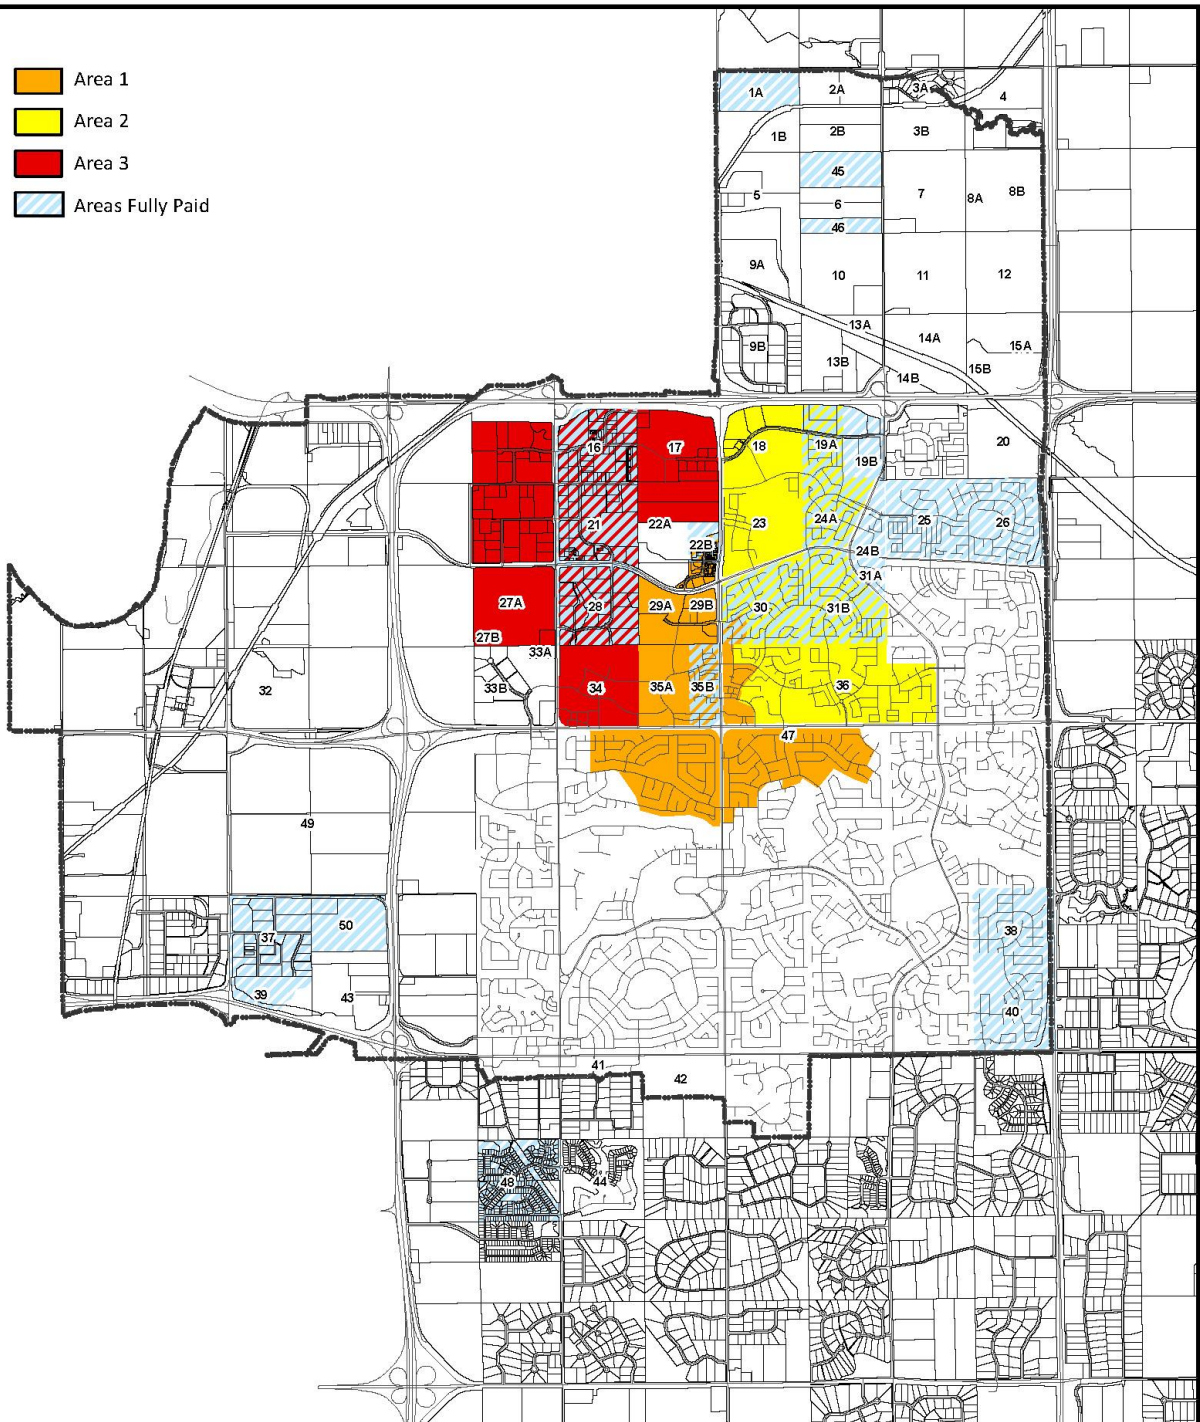 Area 1
Area 2
Area 3
Areas Fully Paid
1A
2A
3A
4
1B
2B
3B
45
5
6
7
8A
8B
46
9A
10
11
12
13A
9B
13B
14A
15A
14B
15B
16
17
18
19A
19B
20
21
22A
22B
23
24A
24B
25
26
27A
27B
28
29A
29B
30
31A
31B
32
33A
33B
34
35A
35B
36
47
49
37
50
38
39
43
40
41
42
48
44